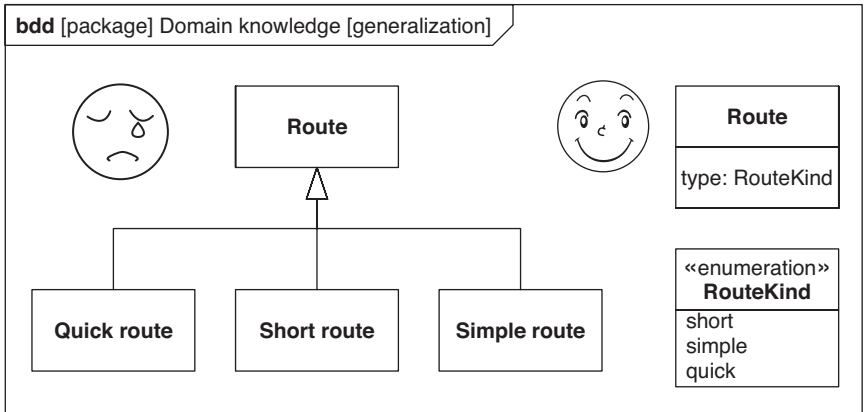 bdd [package] Domain knowledge [generalization]
Route
Quick route
Short route
Simple route
Route
type: RouteKind
«enumeration»
RouteKind
short
simple
quick